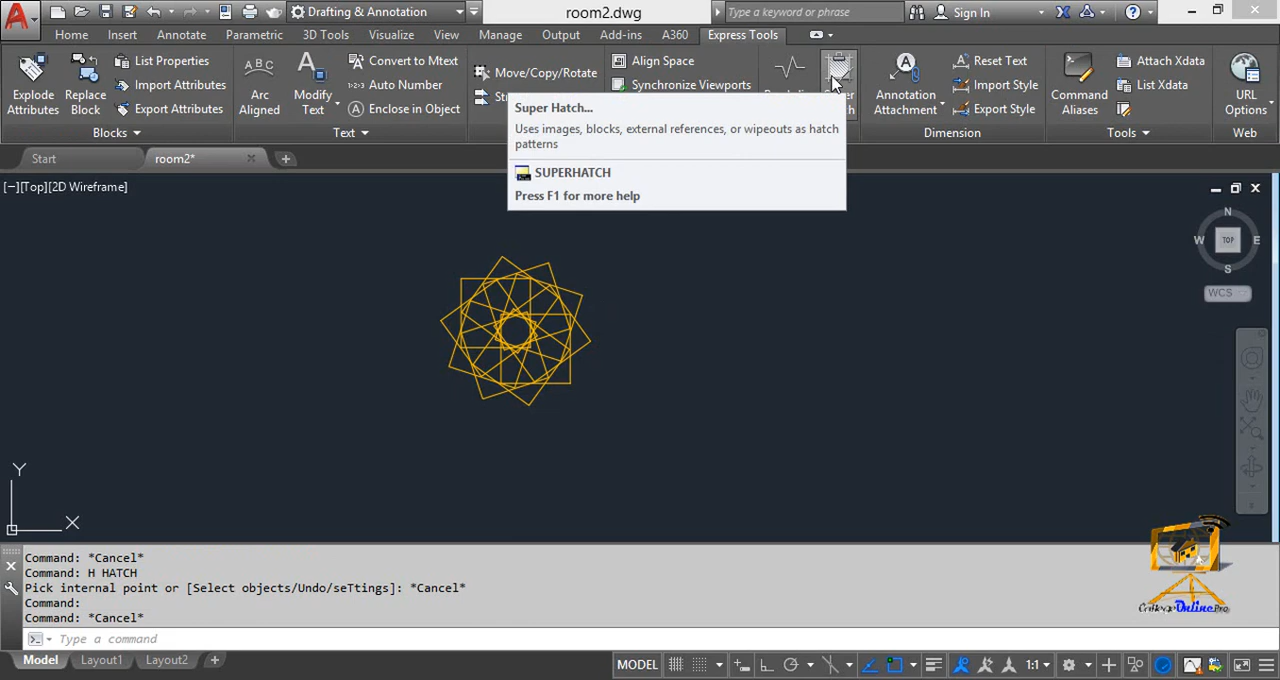 Drafting & Annotation
room2.dwg
Type a keyword or phrase
Sign In
Home Insert Annotate Parametric 3D Tools Visualize View Manage Output Add-ins A360 Express Tools
Explode Attributes
Replace Block
List Properties
Import Attributes
Export Attributes
Blocks
Arc Aligned
Modify Text
Convert to Mtext
Auto Number
Enclose in Object
Text
Move/Copy/Rotate
Align Space
Synchronize Viewports
Annotation Attachment
Reset Text
Import Style
Export Style
Dimension
Command Aliases
Attach Xdata
List Xdata
Tools
URL Options
Web
Super Hatch...
Uses images, blocks, external references, or wipeouts as hatch
patterns
SUPERHATCH
Press F1 for more help
Start room2*
[−][Top][2D Wireframe]
N
W TOP E
S
WCS
Y
X
Command: *Cancel*
Command: H HATCH
Pick internal point or [Select objects/Undo/seTtings]: *Cancel*
Command:
Command: *Cancel*
Type a command
College Online Pro
Model Layout1 Layout2 +
MODEL 1:1